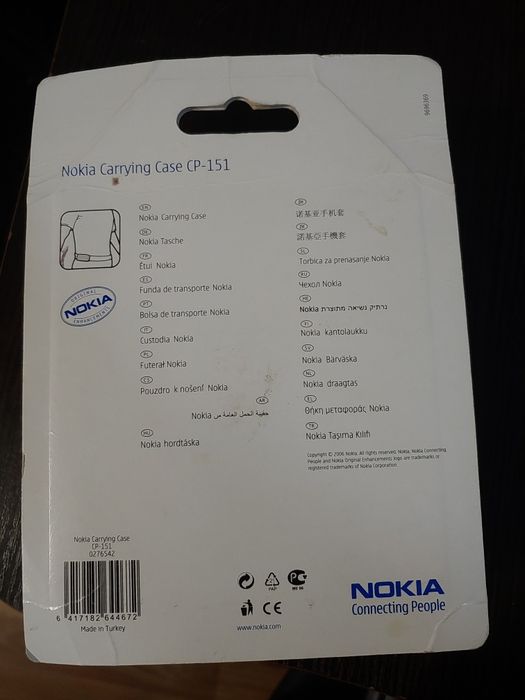 9696369
Nokia Carrying Case CP-151
EN
Nokia Carrying Case
DE
Nokia Tasche
FR
Étui Nokia
ES
Funda de transporte Nokia
PT
Bolsa de transporte Nokia
IT
Custodia Nokia
PL
Futerał Nokia
CS
Pouzdro k nošení Nokia
AR
حقيبة الحمل العامة من Nokia
HU
Nokia hordtáska
ZH
诺基亚手机套
ZH
諾基亞手機套
SL
Torbica za prenašanje Nokia
RU
Чехол Nokia
HE
נרתיק נשיאה מתוצרת Nokia
FI
Nokia kantolaukku
SV
Nokia Bärväska
NL
Nokia draagtas
EL
Θήκη μεταφοράς Nokia
TR
Nokia Taşıma Kılıfı
ORIGINAL
NOKIA
ENHANCEMENTS
Copyright © 2006 Nokia. All rights reserved. Nokia, Nokia Connecting
People and Nokia Original Enhancements logo are trademarks or
registered trademarks of Nokia Corporation.
Nokia Carrying Case
CP-151
0276542
6 417182 644672
Made in Turkey
PAP
CE
www.nokia.com
NOKIA
Connecting People